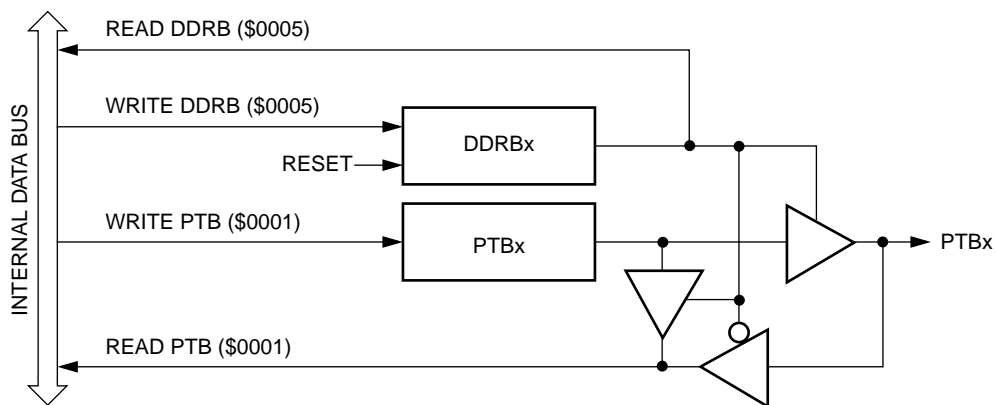 READ DDRB ($0005)
WRITE DDRB ($0005)
DDRBx
RESET
INTERNAL DATA BUS
WRITE PTB ($0001)
PTBx
PTBx
READ PTB ($0001)